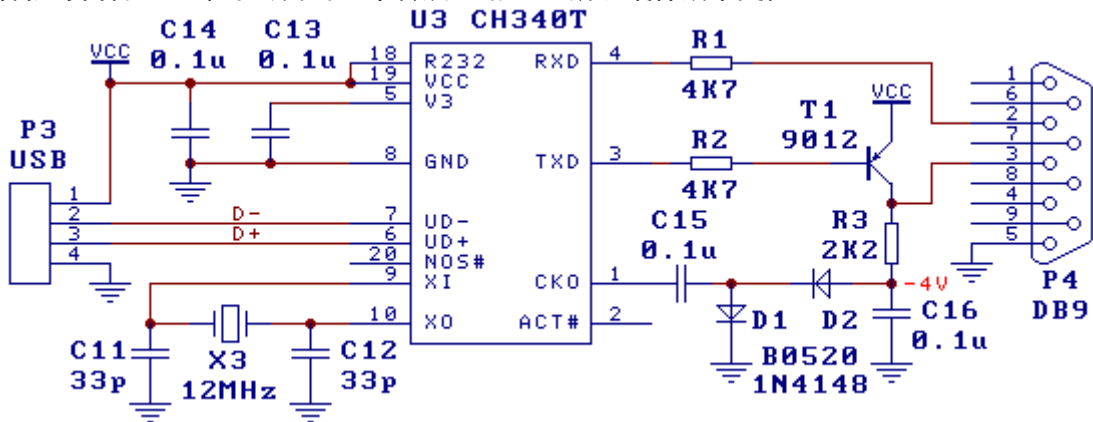 U3 CH340T
C14
0.1u
C13
0.1u
VCC
18
19
5
8
7
6
20
9
10
R232
VCC
V3
GND
UD-
UD+
NOS#
XI
XO
RXD
TXD
CKO
ACT#
4
3
1
2
R1
4K7
R2
4K7
T1
9012
VCC
R3
2K2
C15
0.1u
-4V
C16
0.1u
D1
D2
B0520
1N4148
P3
USB
1
2
3
4
D-
D+
C11
33p
X3
12MHz
C12
33p
1
6
2
7
3
8
4
9
5
P4
DB9